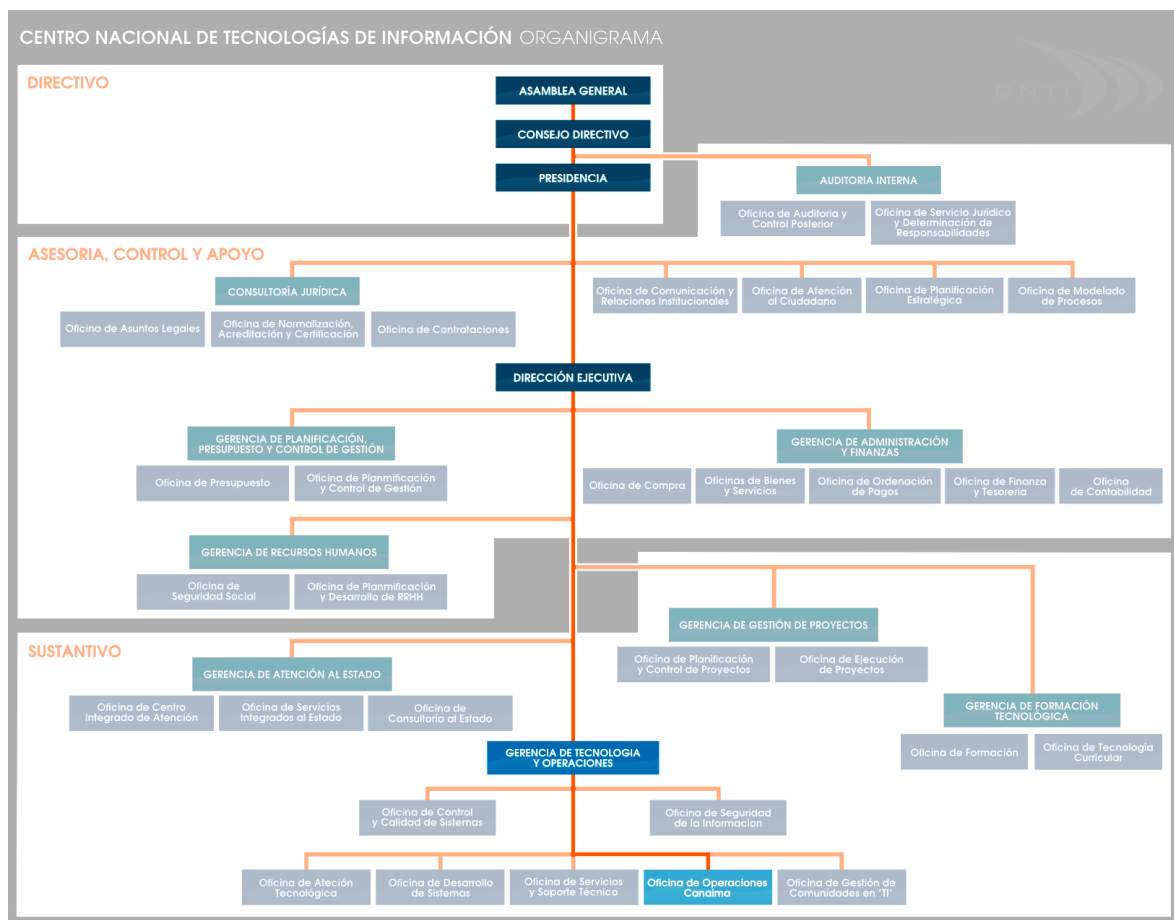 CENTRO NACIONAL DE TECNOLOGÍAS DE INFORMACIÓN ORGANIGRAMA
CNTI
DIRECTIVO
ASAMBLEA GENERAL
CONSEJO DIRECTIVO
PRESIDENCIA
AUDITORIA INTERNA
Oficina de Auditoria y
Control Posterior
Oficina de Servicio Jurídico
y Determinación de
Responsabilidades
ASESORIA, CONTROL Y APOYO
CONSULTORÍA JURÍDICA
Oficina de Asuntos Legales
Oficina de Normalización,
Acreditación y Certificación
Oficina de Contrataciones
Oficina de Comunicación y
Relaciones Institucionales
Oficina de Atención
al Ciudadano
Oficina de Planificación
Estratégica
Oficina de Modelado
de Procesos
DIRECCIÓN EJECUTIVA
GERENCIA DE PLANIFICACIÓN,
PRESUPUESTO Y CONTROL DE GESTIÓN
Oficina de Presupuesto
Oficina de Planmificación
y Control de Gestión
GERENCIA DE ADMINISTRACIÓN
Y FINANZAS
Oficina de Compra
Oficinas de Bienes
y Servicios
Oficina de Ordenación
de Pagos
Oficina de Finanza
y Tesoreria
Oficina
de Contabilidad
GERENCIA DE RECURSOS HUMANOS
Oficina de
Seguridad Social
Oficina de Planmificación
y Desarrollo de RRHH
GERENCIA DE GESTIÓN DE PROYECTOS
Oficina de Planificación
y Control de Proyectos
Oficina de Ejecución
de Proyectos
SUSTANTIVO
GERENCIA DE ATENCIÓN AL ESTADO
Oficina de Centro
Integrado de Atención
Oficina de Servicios
Integrados al Estado
Oficina de
Consultoría al Estado
GERENCIA DE FORMACIÓN
TECNOLÓGICA
Oficina de Formación
Oficina de Tecnología
Curricular
GERENCIA DE TECNOLOGIA
Y OPERACIONES
Oficina de Control
y Calidad de Sistemas
Oficina de Seguridad
de la Informacion
Oficina de Ateción
Tecnológica
Oficina de Desarrollo
de Sistemas
Oficina de Servicios
y Soporte Técnico
Oficina de Operaciones
Canaima
Oficina de Gestión de
Comunidades en "TI"